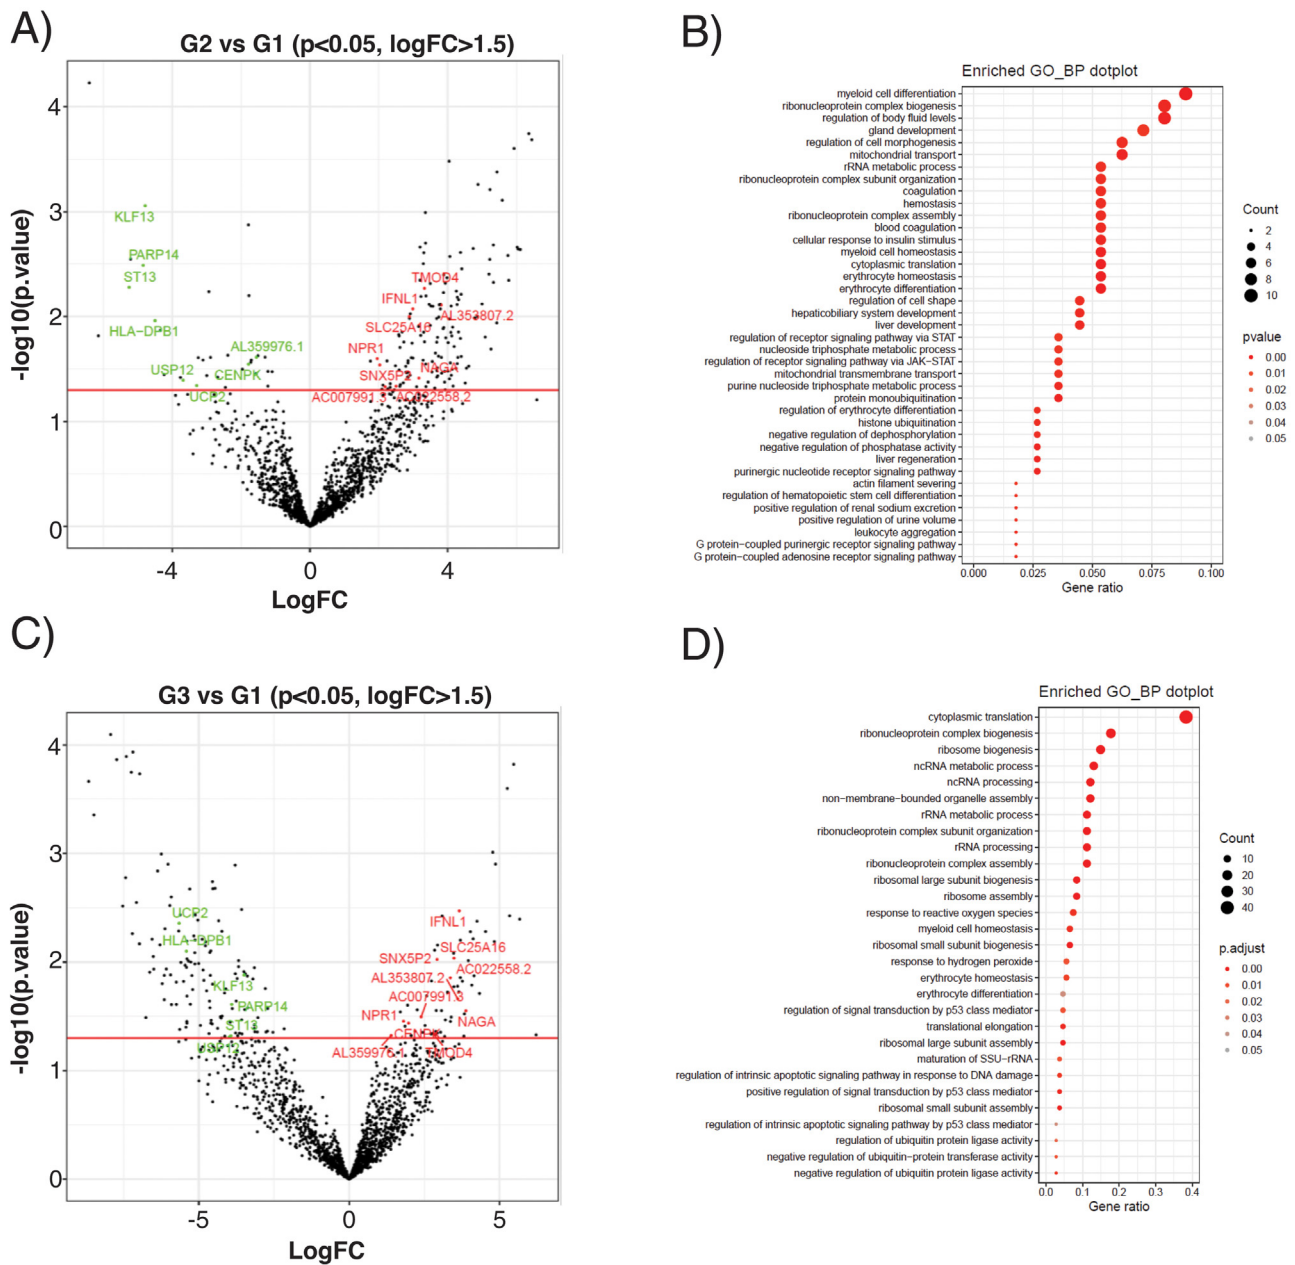 A)
G2 vs G1 (p<0.05, logFC>1.5)
-log10(p.value)
4
3
2
1
0
KLF13
PARP14
ST13
HLA-DPB1
AL359976.1
USP12
CENPK
UCP2
TMOD4
IFNL1
AL353807.2
SLC25A16
NPR1
NAGA
SNX5P2
AC007991.3
AC022558.2
-4
0
4
LogFC
B)
Enriched GO_BP dotplot
myeloid cell differentiation
ribonucleoprotein complex biogenesis
regulation of body fluid levels
gland development
regulation of cell morphogenesis
mitochondrial transport
rRNA metabolic process
ribonucleoprotein complex subunit organization
coagulation
hemostasis
ribonucleoprotein complex assembly
blood coagulation
cellular response to insulin stimulus
myeloid cell homeostasis
cytoplasmic translation
erythrocyte homeostasis
erythrocyte differentiation
regulation of cell shape
hepaticobiliary system development
liver development
regulation of receptor signaling pathway via STAT
nucleoside triphosphate metabolic process
regulation of receptor signaling pathway via JAK−STAT
mitochondrial transmembrane transport
purine nucleoside triphosphate metabolic process
protein monoubiquitination
regulation of erythrocyte differentiation
histone ubiquitination
negative regulation of dephosphorylation
negative regulation of phosphatase activity
liver regeneration
purinergic nucleotide receptor signaling pathway
actin filament severing
regulation of hematopoietic stem cell differentiation
positive regulation of renal sodium excretion
positive regulation of urine volume
leukocyte aggregation
G protein−coupled purinergic receptor signaling pathway
G protein−coupled adenosine receptor signaling pathway
0.000
0.025
0.050
0.075
0.100
Gene ratio
Count
2
4
6
8
10
pvalue
0.00
0.01
0.02
0.03
0.04
0.05
C)
G3 vs G1 (p<0.05, logFC>1.5)
-log10(p.value)
4
3
2
1
0
UCP2
HLA-DPB1
KLF13
PARP14
ST13
USP12
IFNL1
SLC25A16
SNX5P2
AC022558.2
AL353807.2
AC007991.3
NPR1
NAGA
CENPK
AL359976.1
TMOD4
-5
0
5
LogFC
D)
Enriched GO_BP dotplot
cytoplasmic translation
ribonucleoprotein complex biogenesis
ribosome biogenesis
ncRNA metabolic process
ncRNA processing
non−membrane−bounded organelle assembly
rRNA metabolic process
ribonucleoprotein complex subunit organization
rRNA processing
ribonucleoprotein complex assembly
ribosomal large subunit biogenesis
ribosome assembly
response to reactive oxygen species
myeloid cell homeostasis
ribosomal small subunit biogenesis
response to hydrogen peroxide
erythrocyte homeostasis
erythrocyte differentiation
regulation of signal transduction by p53 class mediator
translational elongation
ribosomal large subunit assembly
maturation of SSU−rRNA
regulation of intrinsic apoptotic signaling pathway in response to DNA damage
positive regulation of signal transduction by p53 class mediator
ribosomal small subunit assembly
regulation of intrinsic apoptotic signaling pathway by p53 class mediator
regulation of ubiquitin protein ligase activity
negative regulation of ubiquitin−protein transferase activity
negative regulation of ubiquitin protein ligase activity
0.0
0.1
0.2
0.3
0.4
Gene ratio
Count
10
20
30
40
p.adjust
0.00
0.01
0.02
0.03
0.04
0.05